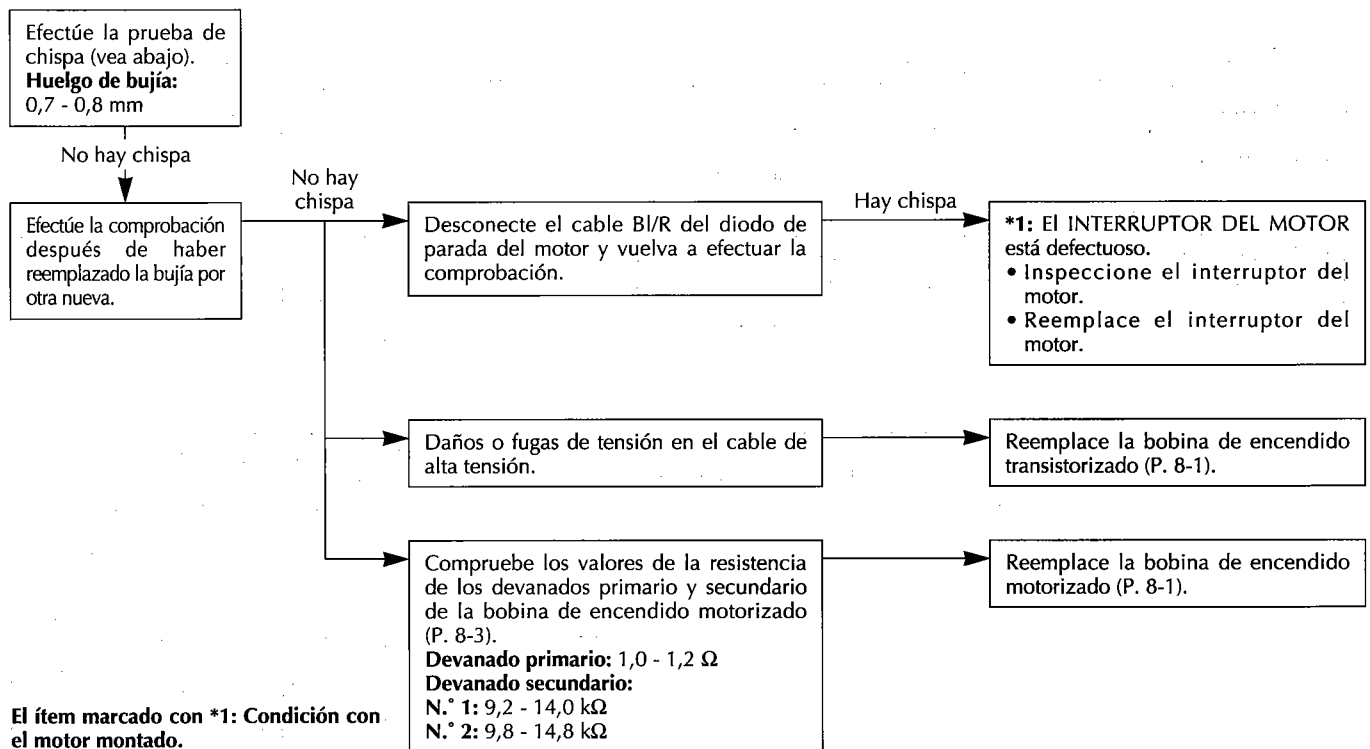 Efectúe la prueba de
chispa (vea abajo).
Huelgo de bujía:
0,7 - 0,8 mm
No hay chispa
Efectúe la comprobación
después de haber
reemplazado la bujía por
otra nueva.
No hay
chispa
Desconecte el cable Bl/R del diodo de
parada del motor y vuelva a efectuar la
comprobación.
Hay chispa
*1: El INTERRUPTOR DEL MOTOR
está defectuoso.
• Inspeccione el interruptor del
motor.
• Reemplace el interruptor del
motor.
Daños o fugas de tensión en el cable de
alta tensión.
Reemplace la bobina de encendido
transistorizado (P. 8-1).
Compruebe los valores de la resistencia
de los devanados primario y secundario
de la bobina de encendido motorizado
(P. 8-3).
Devanado primario: 1,0 - 1,2 Ω
Devanado secundario:
N.° 1: 9,2 - 14,0 kΩ
N.° 2: 9,8 - 14,8 kΩ
Reemplace la bobina de encendido
motorizado (P. 8-1).
El ítem marcado con *1: Condición con
el motor montado.